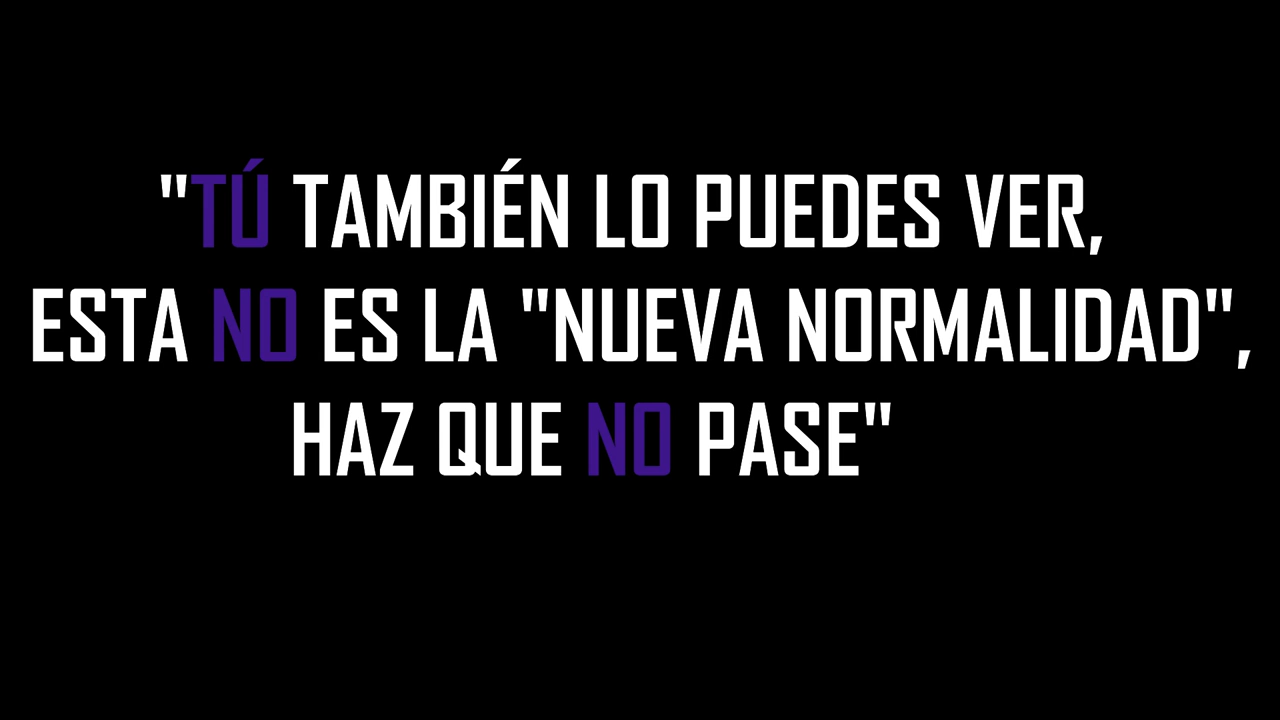 "TÚ TAMBIÉN LO PUEDES VER,
ESTA NO ES LA "NUEVA NORMALIDAD",
HAZ QUE NO PASE"